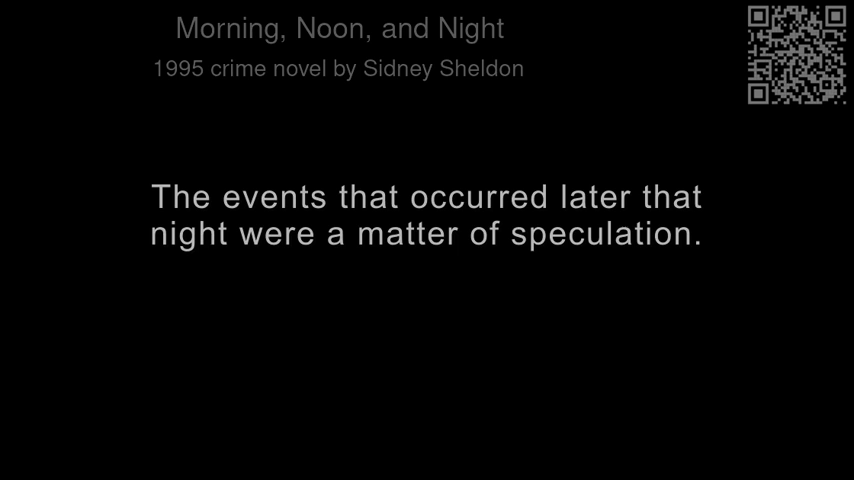 Morning, Noon, and Night
1995 crime novel by Sidney Sheldon
The events that occurred later that
night were a matter of speculation.